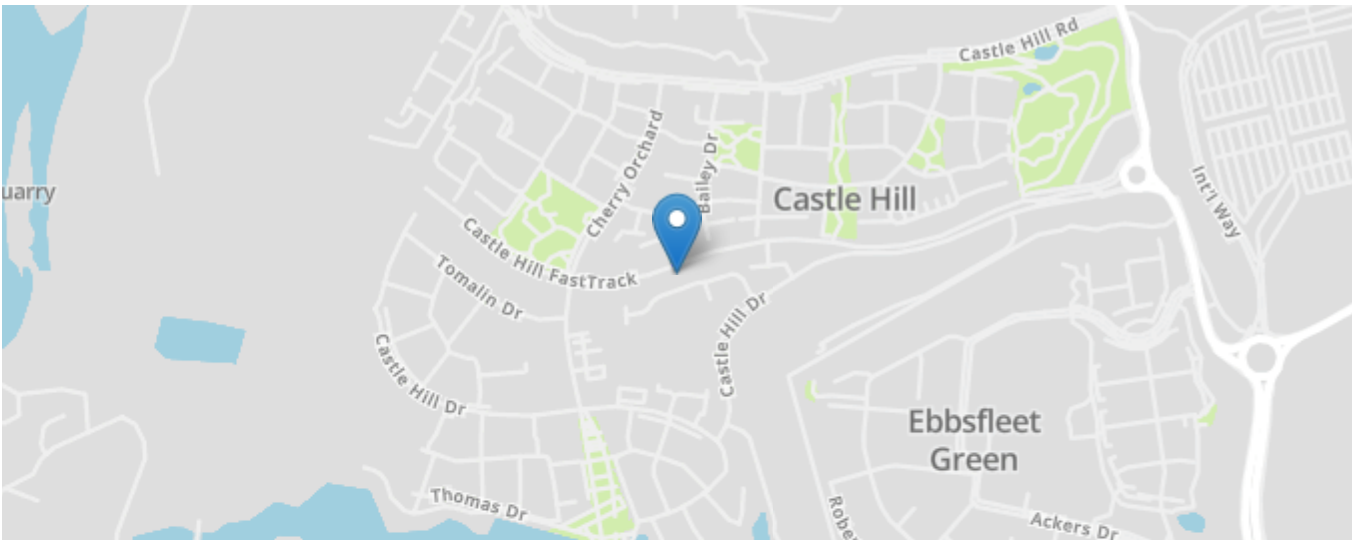 Castle Hill Rd
Cherry Orchard
Bailey Dr
Int'l Way
uarry
Castle Hill
Castle Hill FastTrack
Tomalin Dr
Castle Hill Dr
Castle Hill Dr
Ebbsfleet
Green
Thomas Dr
Rober
Ackers Dr